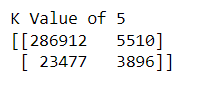 K Value of 5
[[286912 5510]
[ 23477 3896]]